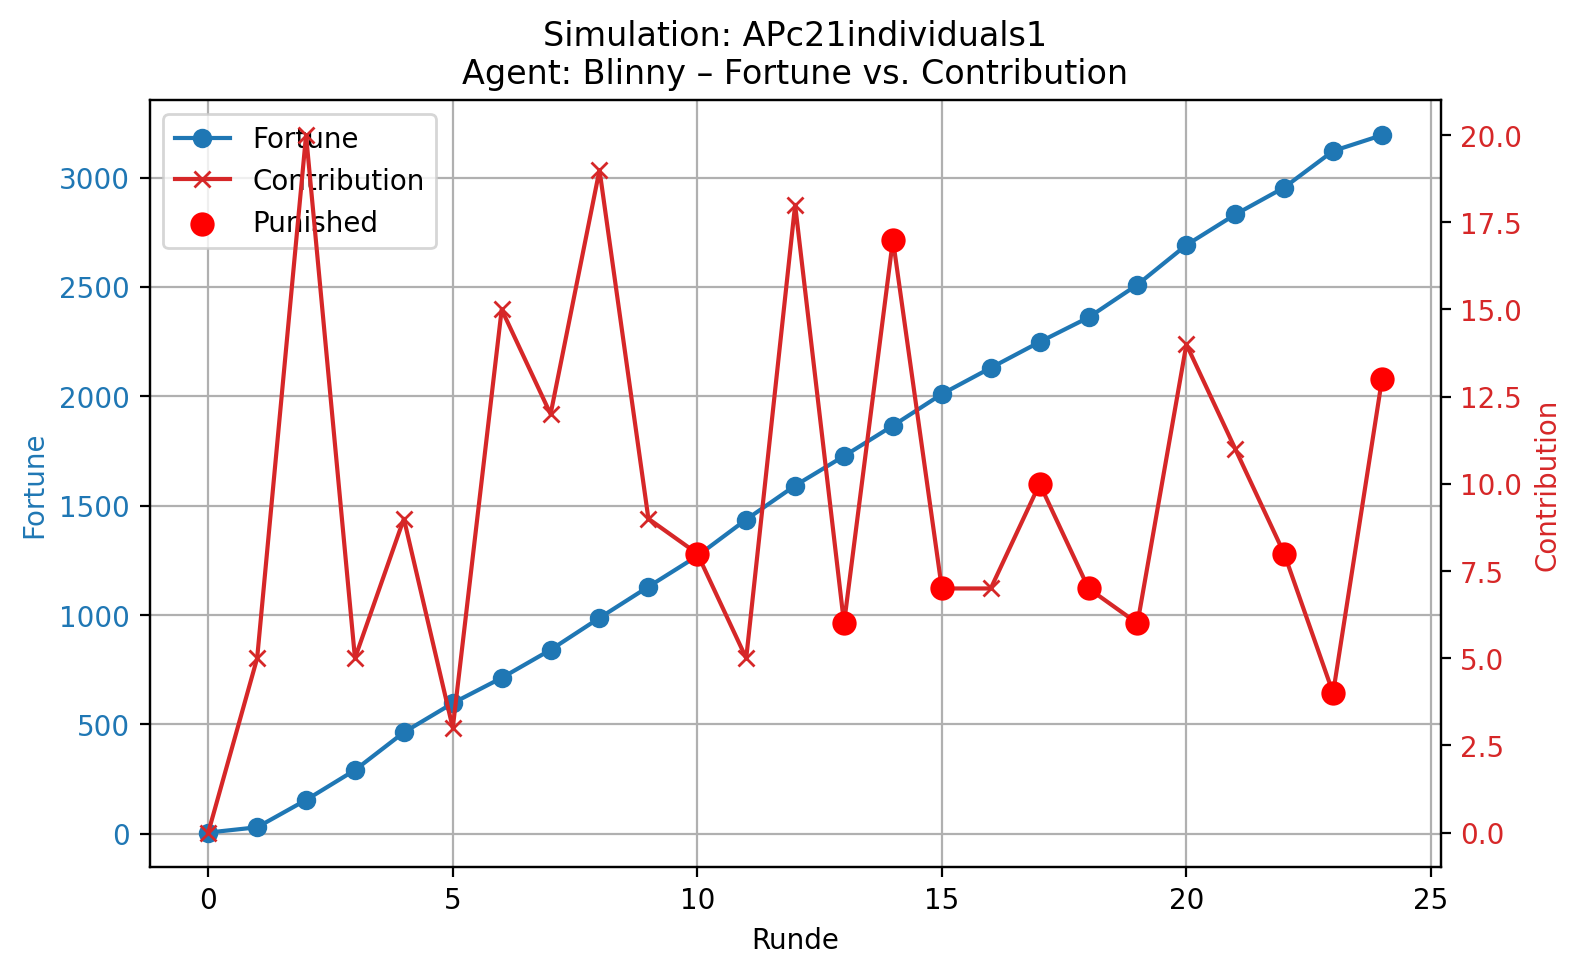 Simulation: APc21individuals1
Agent: Blinny – Fortune vs. Contribution
Fortune
Contribution
Punished
3000
2500
2000
1500
1000
500
0
Fortune
20.0
17.5
15.0
12.5
10.0
7.5
5.0
2.5
0.0
Contribution
0 5 10 15 20 25
Runde